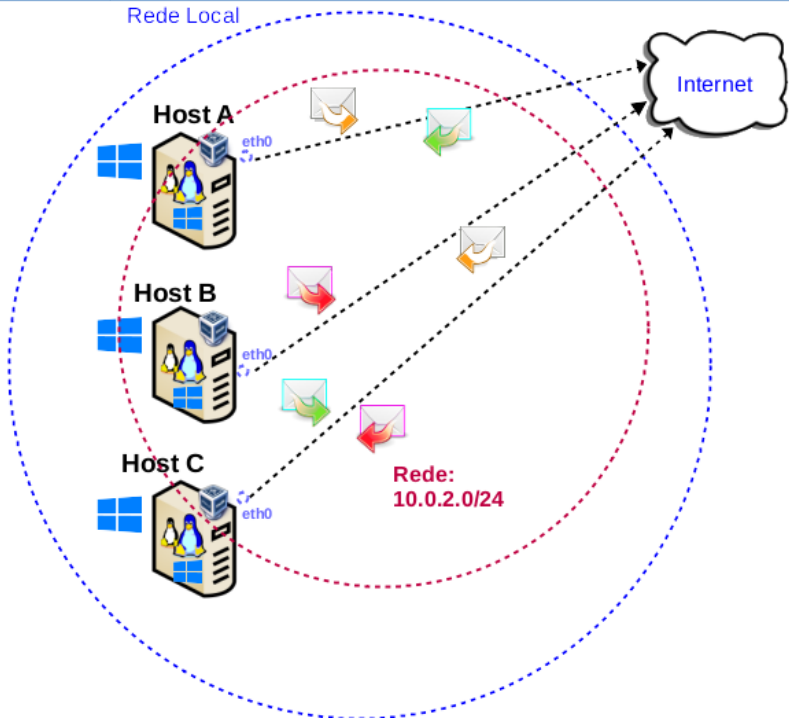 Rede Local
Internet
Host A
eth0
Host B
eth0
Host C
eth0
Rede:
10.0.2.0/24